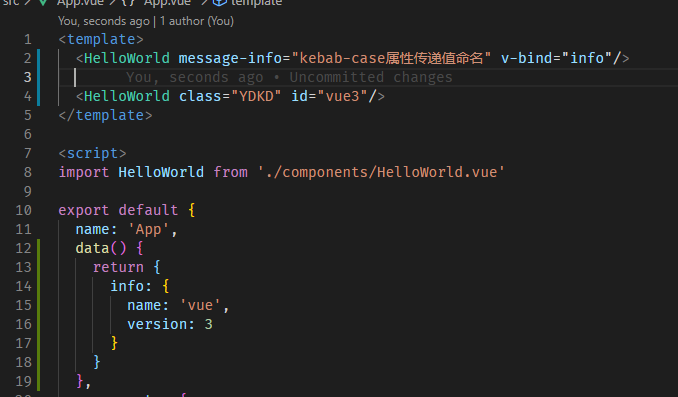 src > App.vue > {} App.vue > template
You, seconds ago | 1 author (You)
1 <template>
2 <HelloWorld message-info="kebab-case属性传递值命名" v-bind="info"/>
3 You, seconds ago • Uncommitted changes
4 <HelloWorld class="YDKD" id="vue3"/>
5 </template>
6
7 <script>
8 import HelloWorld from './components/HelloWorld.vue'
9
10 export default {
11 name: 'App',
12 data() {
13 return {
14 info: {
15 name: 'vue',
16 version: 3
17 }
18 }
19 },